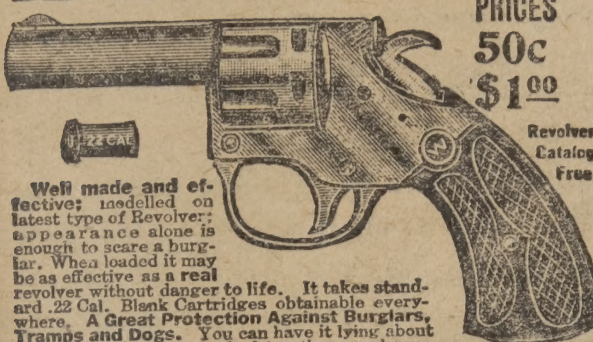 PRICES
50c
$1.00
Revolver
Catalog
Free
.22 CAL
Well made and ef-
fective; modelled on
latest type of Revolver;
appearance alone is
enough to scare a burg-
lar. When loaded it may
be as effective as a real
revolver without danger to life. It takes stand-
ard .22 Cal. Blank Cartridges obtainable every-
where. A Great Protection Against Burglars,
Tramps and Dogs. You can have it lying about